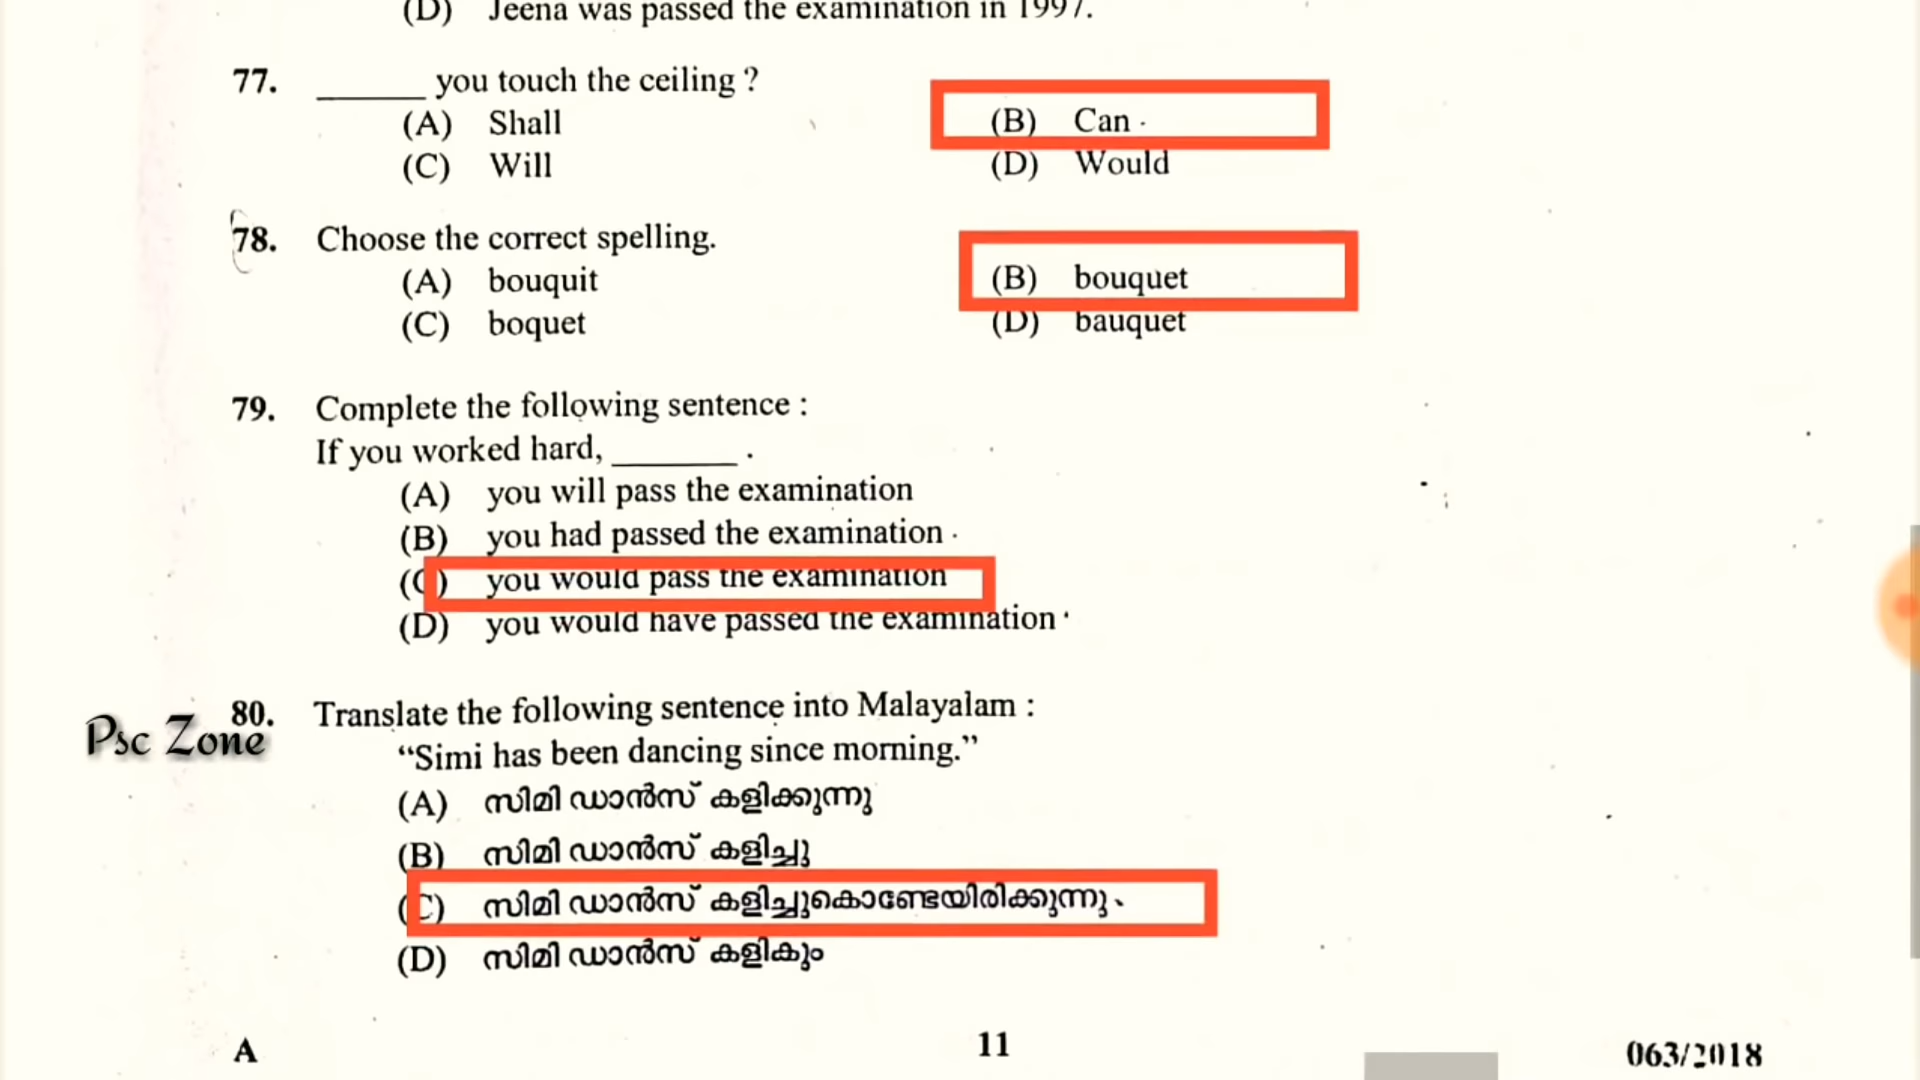 (D) Jeena was passed the examination in 1997.
77. ______ you touch the ceiling ?
(A) Shall (B) Can
(C) Will (D) Would
78. Choose the correct spelling.
(A) bouquit (B) bouquet
(C) boquet (D) bauquet
79. Complete the following sentence :
If you worked hard, _______ .
(A) you will pass the examination
(B) you had passed the examination
(C) you would pass the examination
(D) you would have passed the examination
80. Translate the following sentence into Malayalam :
Psc Zone
“Simi has been dancing since morning.”
(A) സിമി ഡാൻസ് കളിക്കുന്നു
(B) സിമി ഡാൻസ് കളിച്ചു
(C) സിമി ഡാൻസ് കളിച്ചുകൊണ്ടേയിരിക്കുന്നു
(D) സിമി ഡാൻസ് കളികും
A 11 063/2018